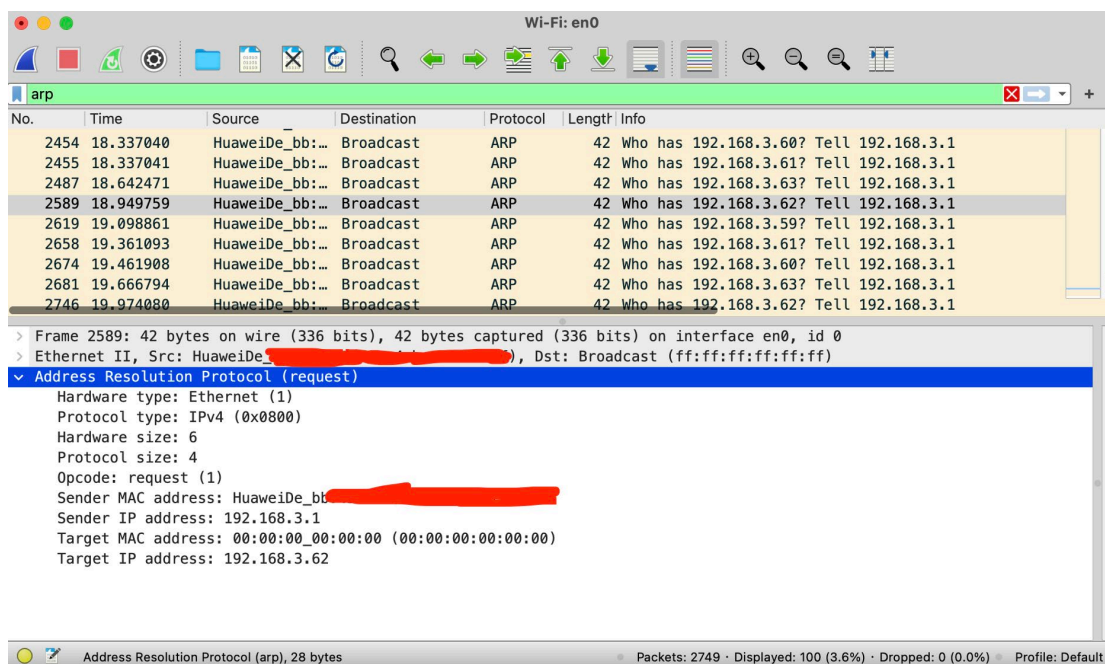 Wi-Fi: en0
arp
+
No. Time Source Destination Protocol Length Info
2454 18.337040 HuaweiDe_bb:… Broadcast ARP 42 Who has 192.168.3.60? Tell 192.168.3.1
2455 18.337041 HuaweiDe_bb:… Broadcast ARP 42 Who has 192.168.3.61? Tell 192.168.3.1
2487 18.642471 HuaweiDe_bb:… Broadcast ARP 42 Who has 192.168.3.63? Tell 192.168.3.1
2589 18.949759 HuaweiDe_bb:… Broadcast ARP 42 Who has 192.168.3.62? Tell 192.168.3.1
2619 19.098861 HuaweiDe_bb:… Broadcast ARP 42 Who has 192.168.3.59? Tell 192.168.3.1
2658 19.361093 HuaweiDe_bb:… Broadcast ARP 42 Who has 192.168.3.61? Tell 192.168.3.1
2674 19.461908 HuaweiDe_bb:… Broadcast ARP 42 Who has 192.168.3.60? Tell 192.168.3.1
2681 19.666794 HuaweiDe_bb:… Broadcast ARP 42 Who has 192.168.3.63? Tell 192.168.3.1
2746 19.974080 HuaweiDe_bb:… Broadcast ARP 42 Who has 192.168.3.62? Tell 192.168.3.1
Frame 2589: 42 bytes on wire (336 bits), 42 bytes captured (336 bits) on interface en0, id 0
Ethernet II, Src: HuaweiDe_ ), Dst: Broadcast (ff:ff:ff:ff:ff:ff)
Address Resolution Protocol (request)
Hardware type: Ethernet (1)
Protocol type: IPv4 (0x0800)
Hardware size: 6
Protocol size: 4
Opcode: request (1)
Sender MAC address: HuaweiDe_bb
Sender IP address: 192.168.3.1
Target MAC address: 00:00:00_00:00:00 (00:00:00:00:00:00)
Target IP address: 192.168.3.62
Address Resolution Protocol (arp), 28 bytes Packets: 2749 · Displayed: 100 (3.6%) · Dropped: 0 (0.0%) Profile: Default